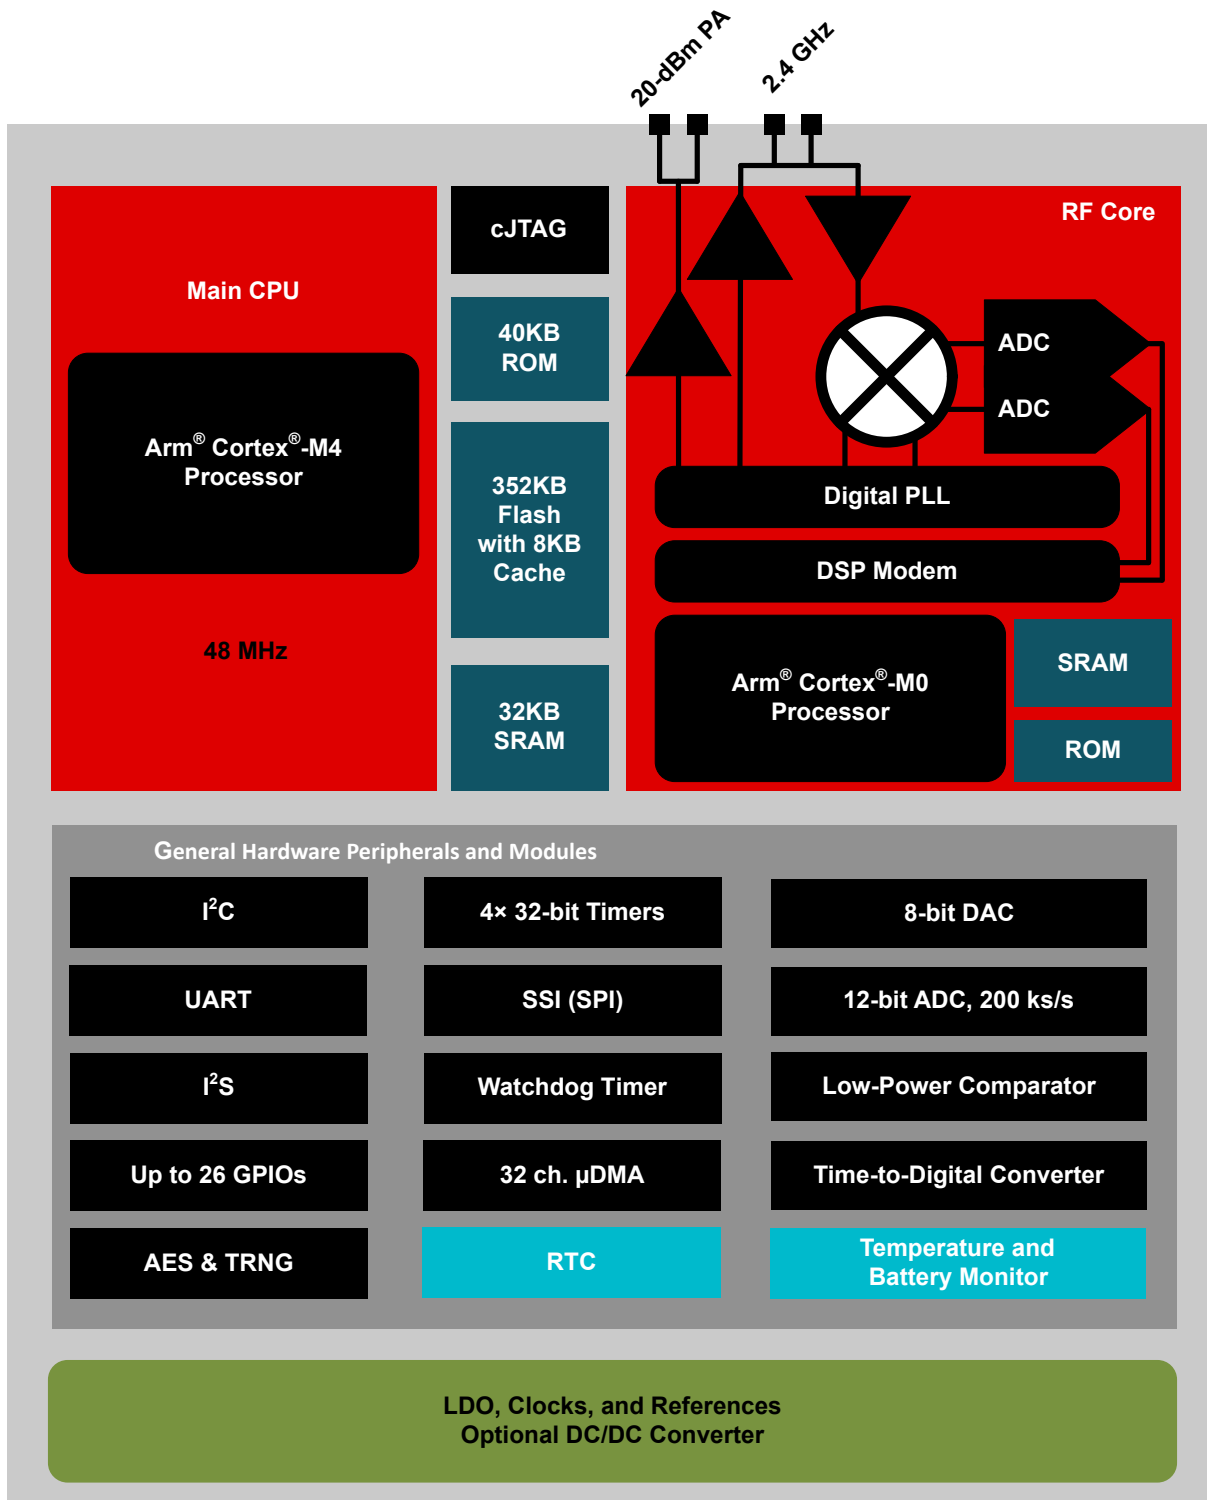 20-dBm PA
2.4 GHz
Main CPU
Arm® Cortex®-M4
Processor
48 MHz
cJTAG
40KB
ROM
352KB
Flash
with 8KB
Cache
32KB
SRAM
RF Core
ADC
ADC
Digital PLL
DSP Modem
Arm® Cortex®-M0
Processor
SRAM
ROM
General Hardware Peripherals and Modules
I²C
4× 32-bit Timers
8-bit DAC
UART
SSI (SPI)
12-bit ADC, 200 ks/s
I²S
Watchdog Timer
Low-Power Comparator
Up to 26 GPIOs
32 ch. µDMA
Time-to-Digital Converter
AES & TRNG
RTC
Temperature and
Battery Monitor
LDO, Clocks, and References
Optional DC/DC Converter